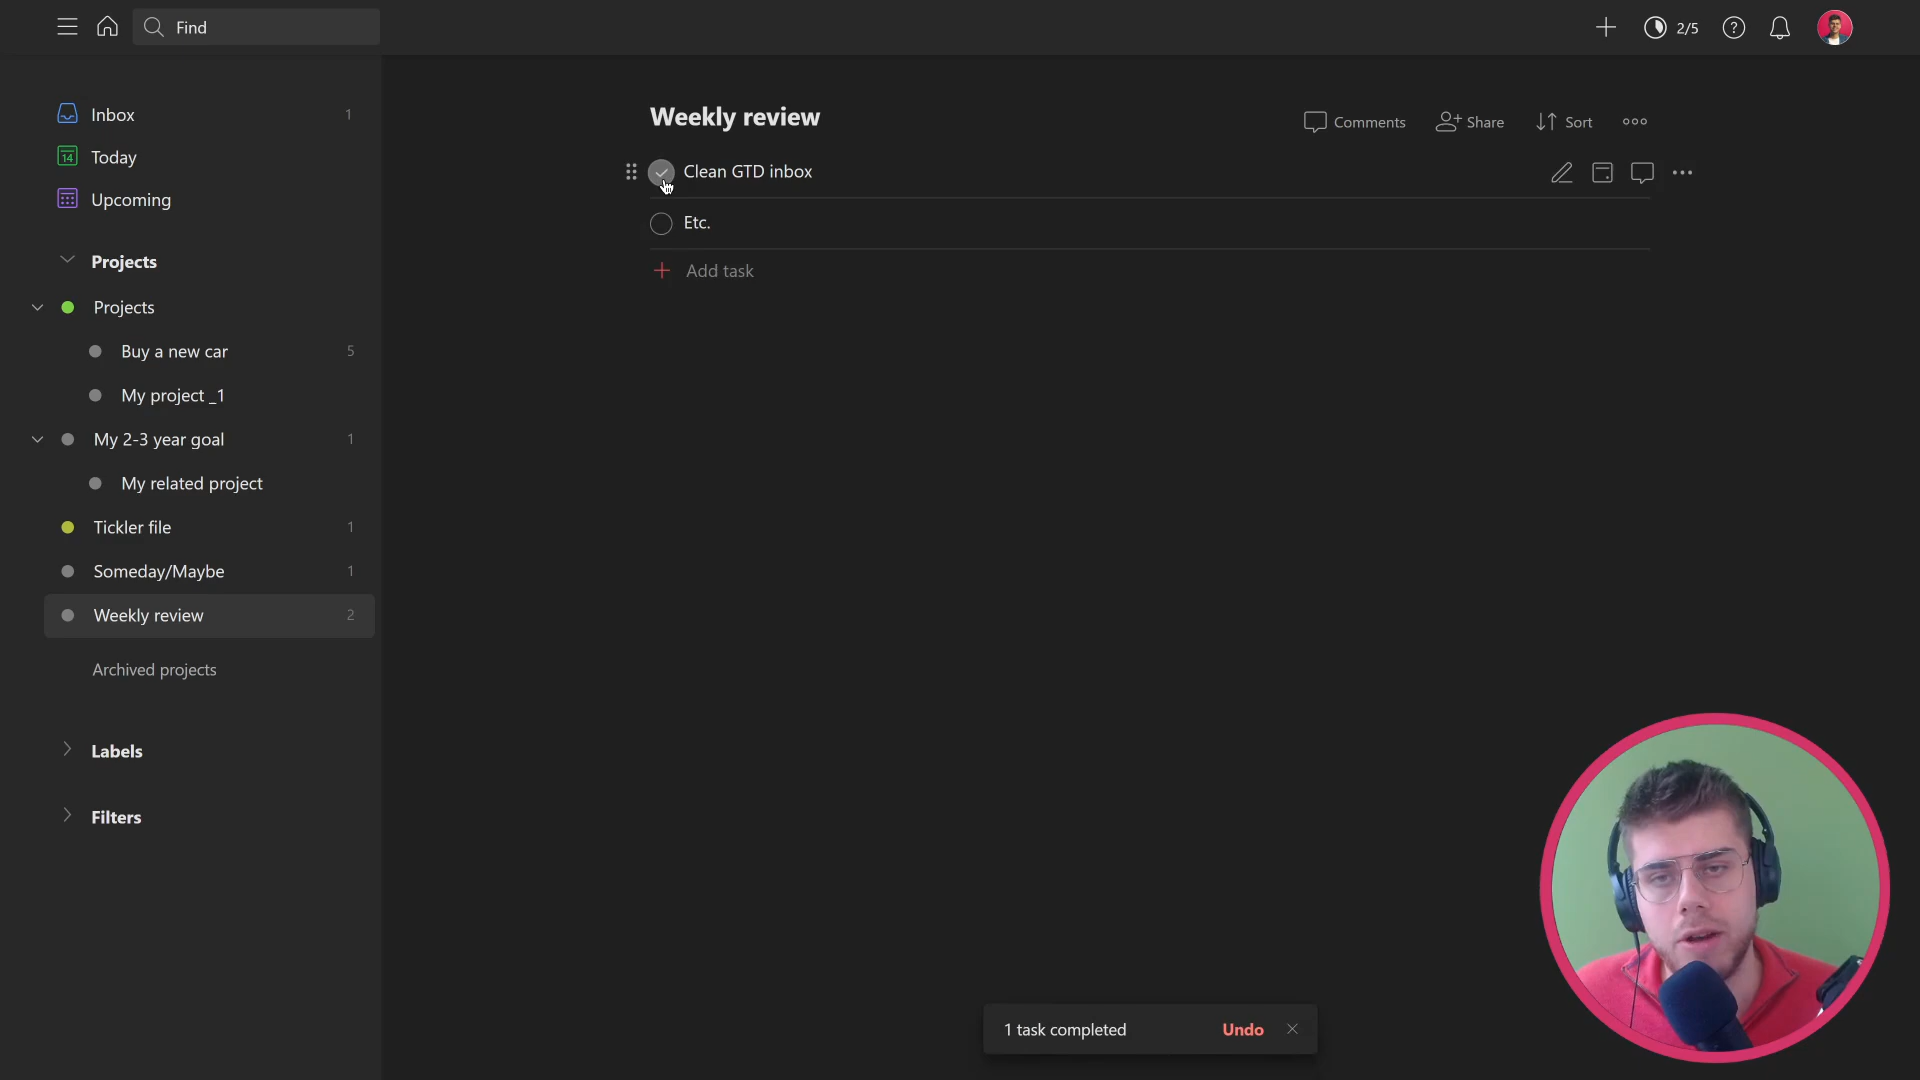 Find
2/5
Inbox 1
14 Today
Upcoming
Projects
Projects
Buy a new car 5
My project _1
My 2-3 year goal 1
My related project
Tickler file 1
Someday/Maybe 1
Weekly review 2
Archived projects
Labels
Filters
Weekly review
Comments Share Sort
Clean GTD inbox
Etc.
Add task
1 task completed Undo